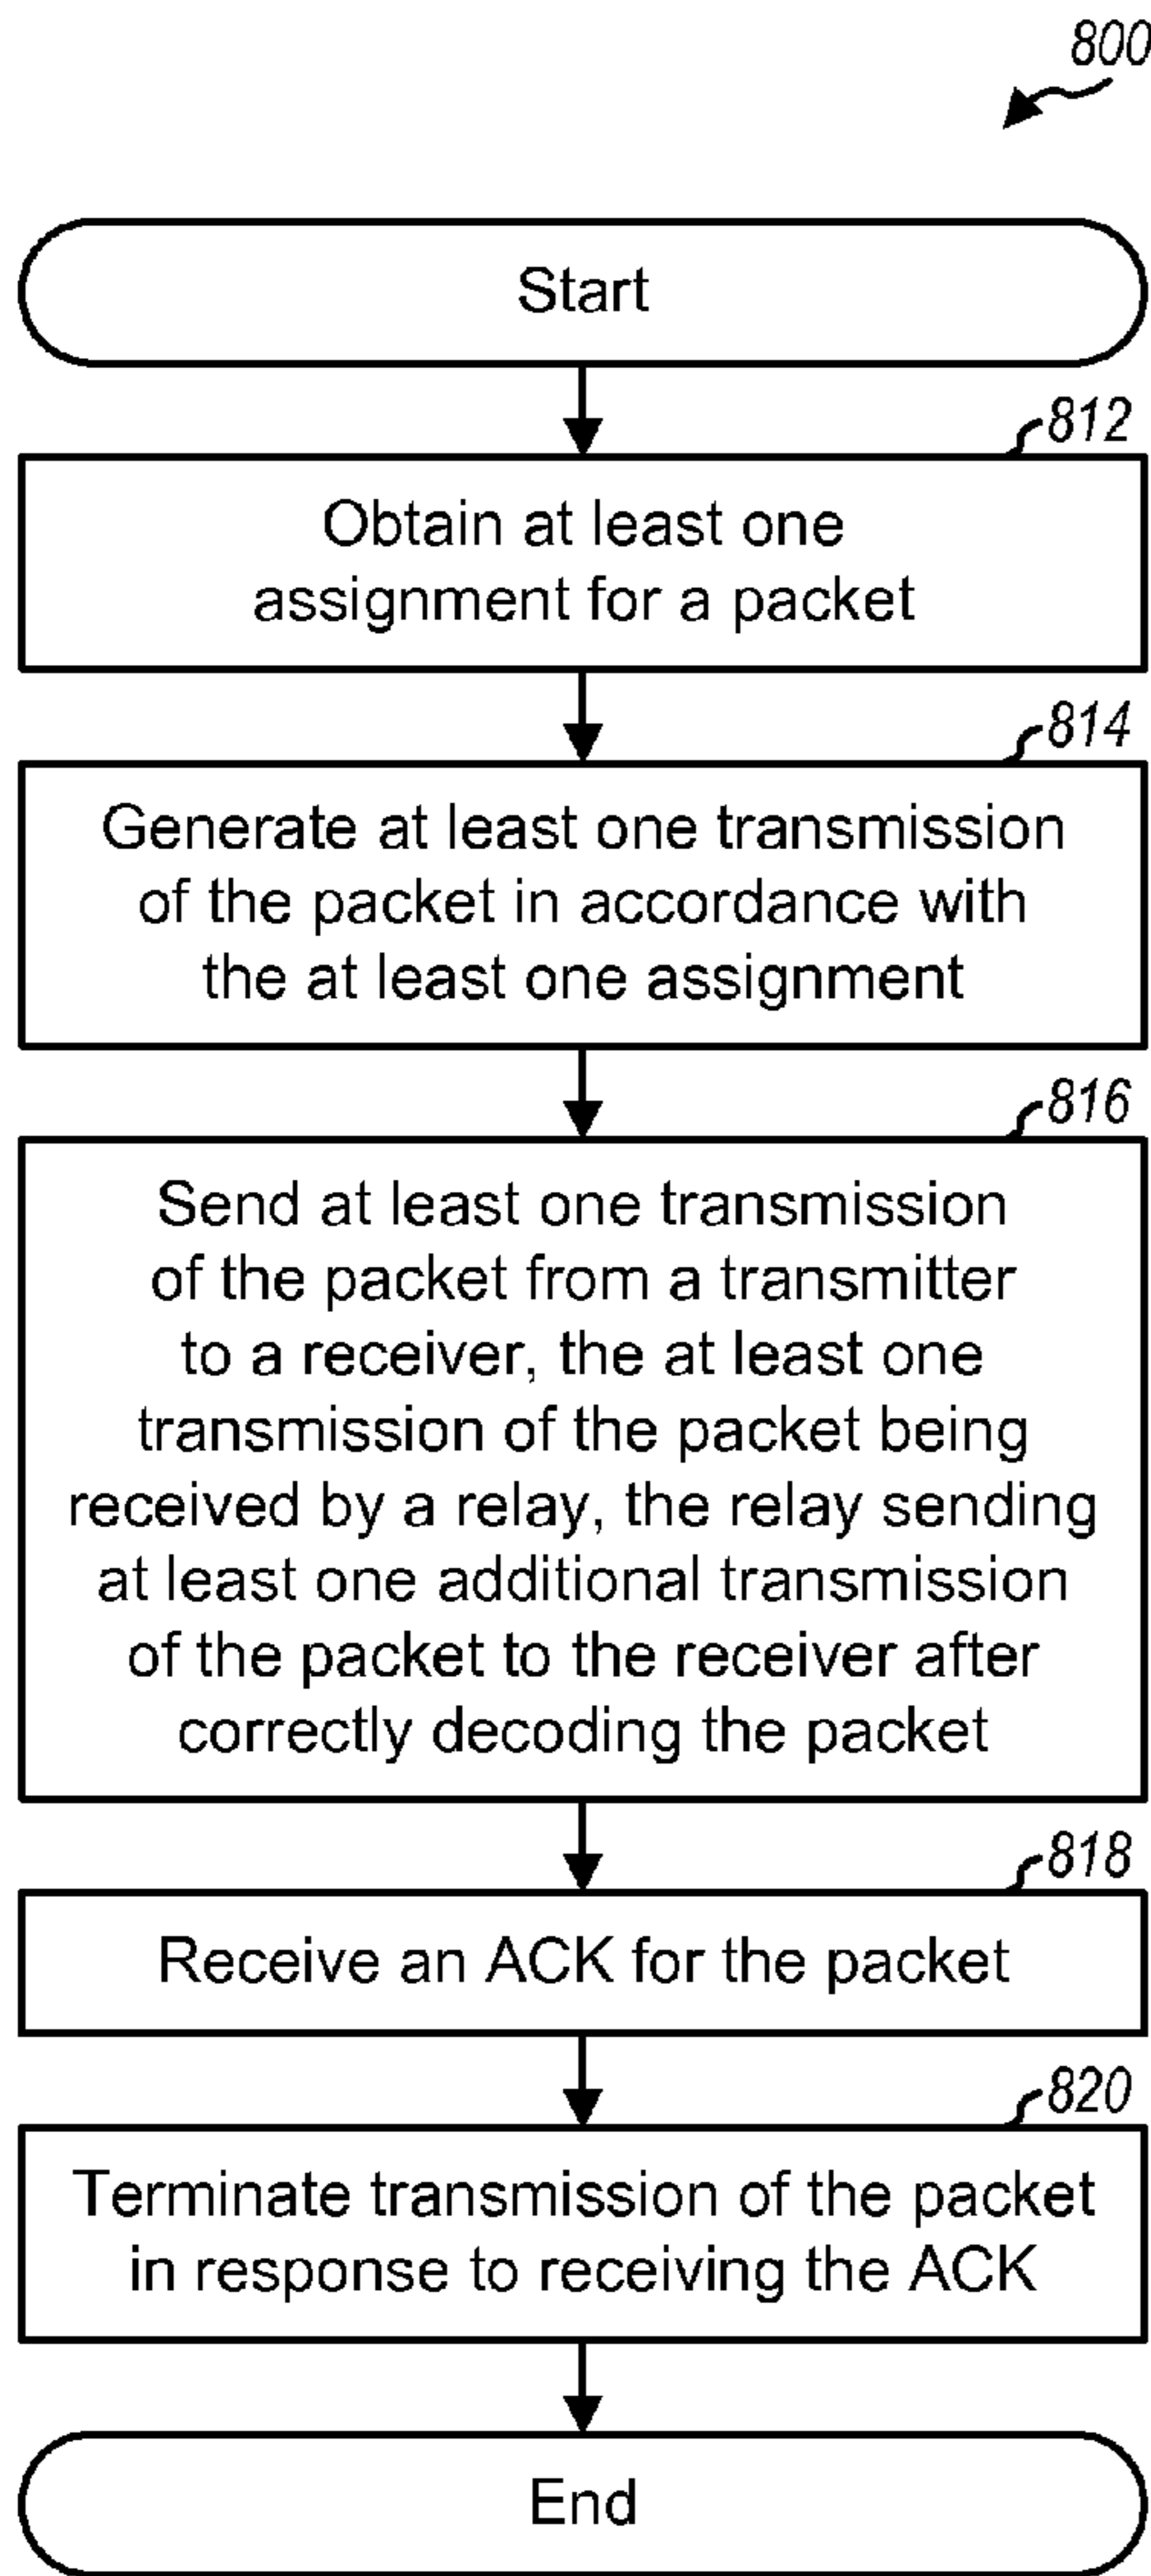 800
Start
812
Obtain at least one
assignment for a packet
814
Generate at least one transmission
of the packet in accordance with
the at least one assignment
816
Send at least one transmission
of the packet from a transmitter
to a receiver, the at least one
transmission of the packet being
received by a relay, the relay sending
at least one additional transmission
of the packet to the receiver after
correctly decoding the packet
818
Receive an ACK for the packet
820
Terminate transmission of the packet
in response to receiving the ACK
End